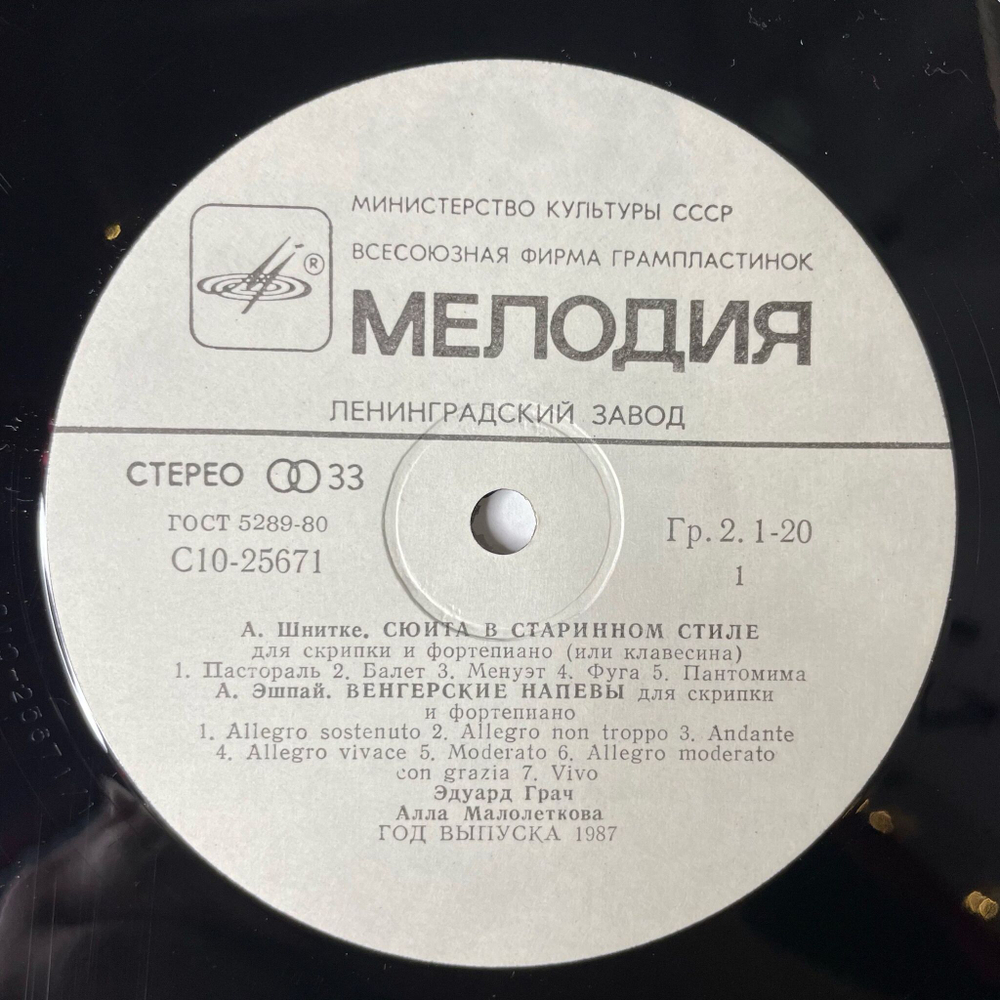 МИНИСТЕРСТВО КУЛЬТУРЫ СССР
ВСЕСОЮЗНАЯ ФИРМА ГРАМПЛАСТИНОК
®
МЕЛОДИЯ
ЛЕНИНГРАДСКИЙ ЗАВОД
СТЕРЕО 33
ГОСТ 5289-80
С10-25671
Гр. 2. 1-20
1
А. Шнитке. СЮИТА В СТАРИННОМ СТИЛЕ
для скрипки и фортепиано (или клавесина)
1. Пастораль 2. Балет 3. Менуэт 4. Фуга 5. Пантомима
А. Эшпай. ВЕНГЕРСКИЕ НАПЕВЫ для скрипки
и фортепиано
1. Allegro sostenuto 2. Allegro non troppo 3. Andante
4. Allegro vivace 5. Moderato 6. Allegro moderato
con grazia 7. Vivo
Эдуард Грач
Алла Малолеткова
ГОД ВЫПУСКА 1987